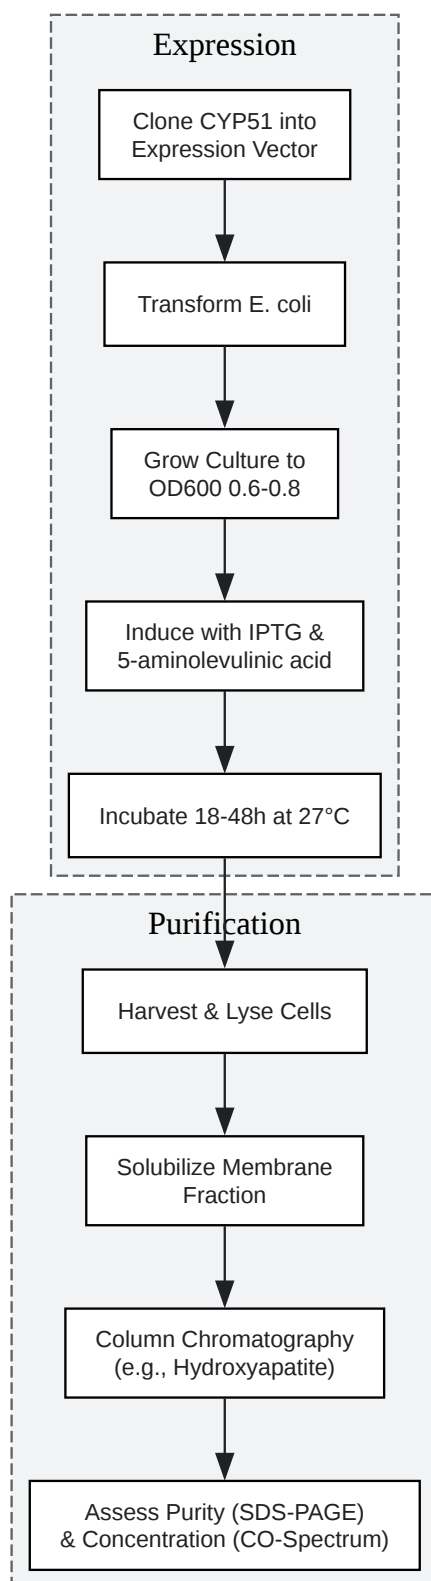 Expression
Clone CYP51 into
Expression Vector
Transform E. coli
Grow Culture to
OD600 0.6-0.8
Induce with IPTG &
5-aminolevulinic acid
Incubate 18-48h at 27°C
Purification
Harvest & Lyse Cells
Solubilize Membrane
Fraction
Column Chromatography
(e.g., Hydroxyapatite)
Assess Purity (SDS-PAGE)
& Concentration (CO-Spectrum)